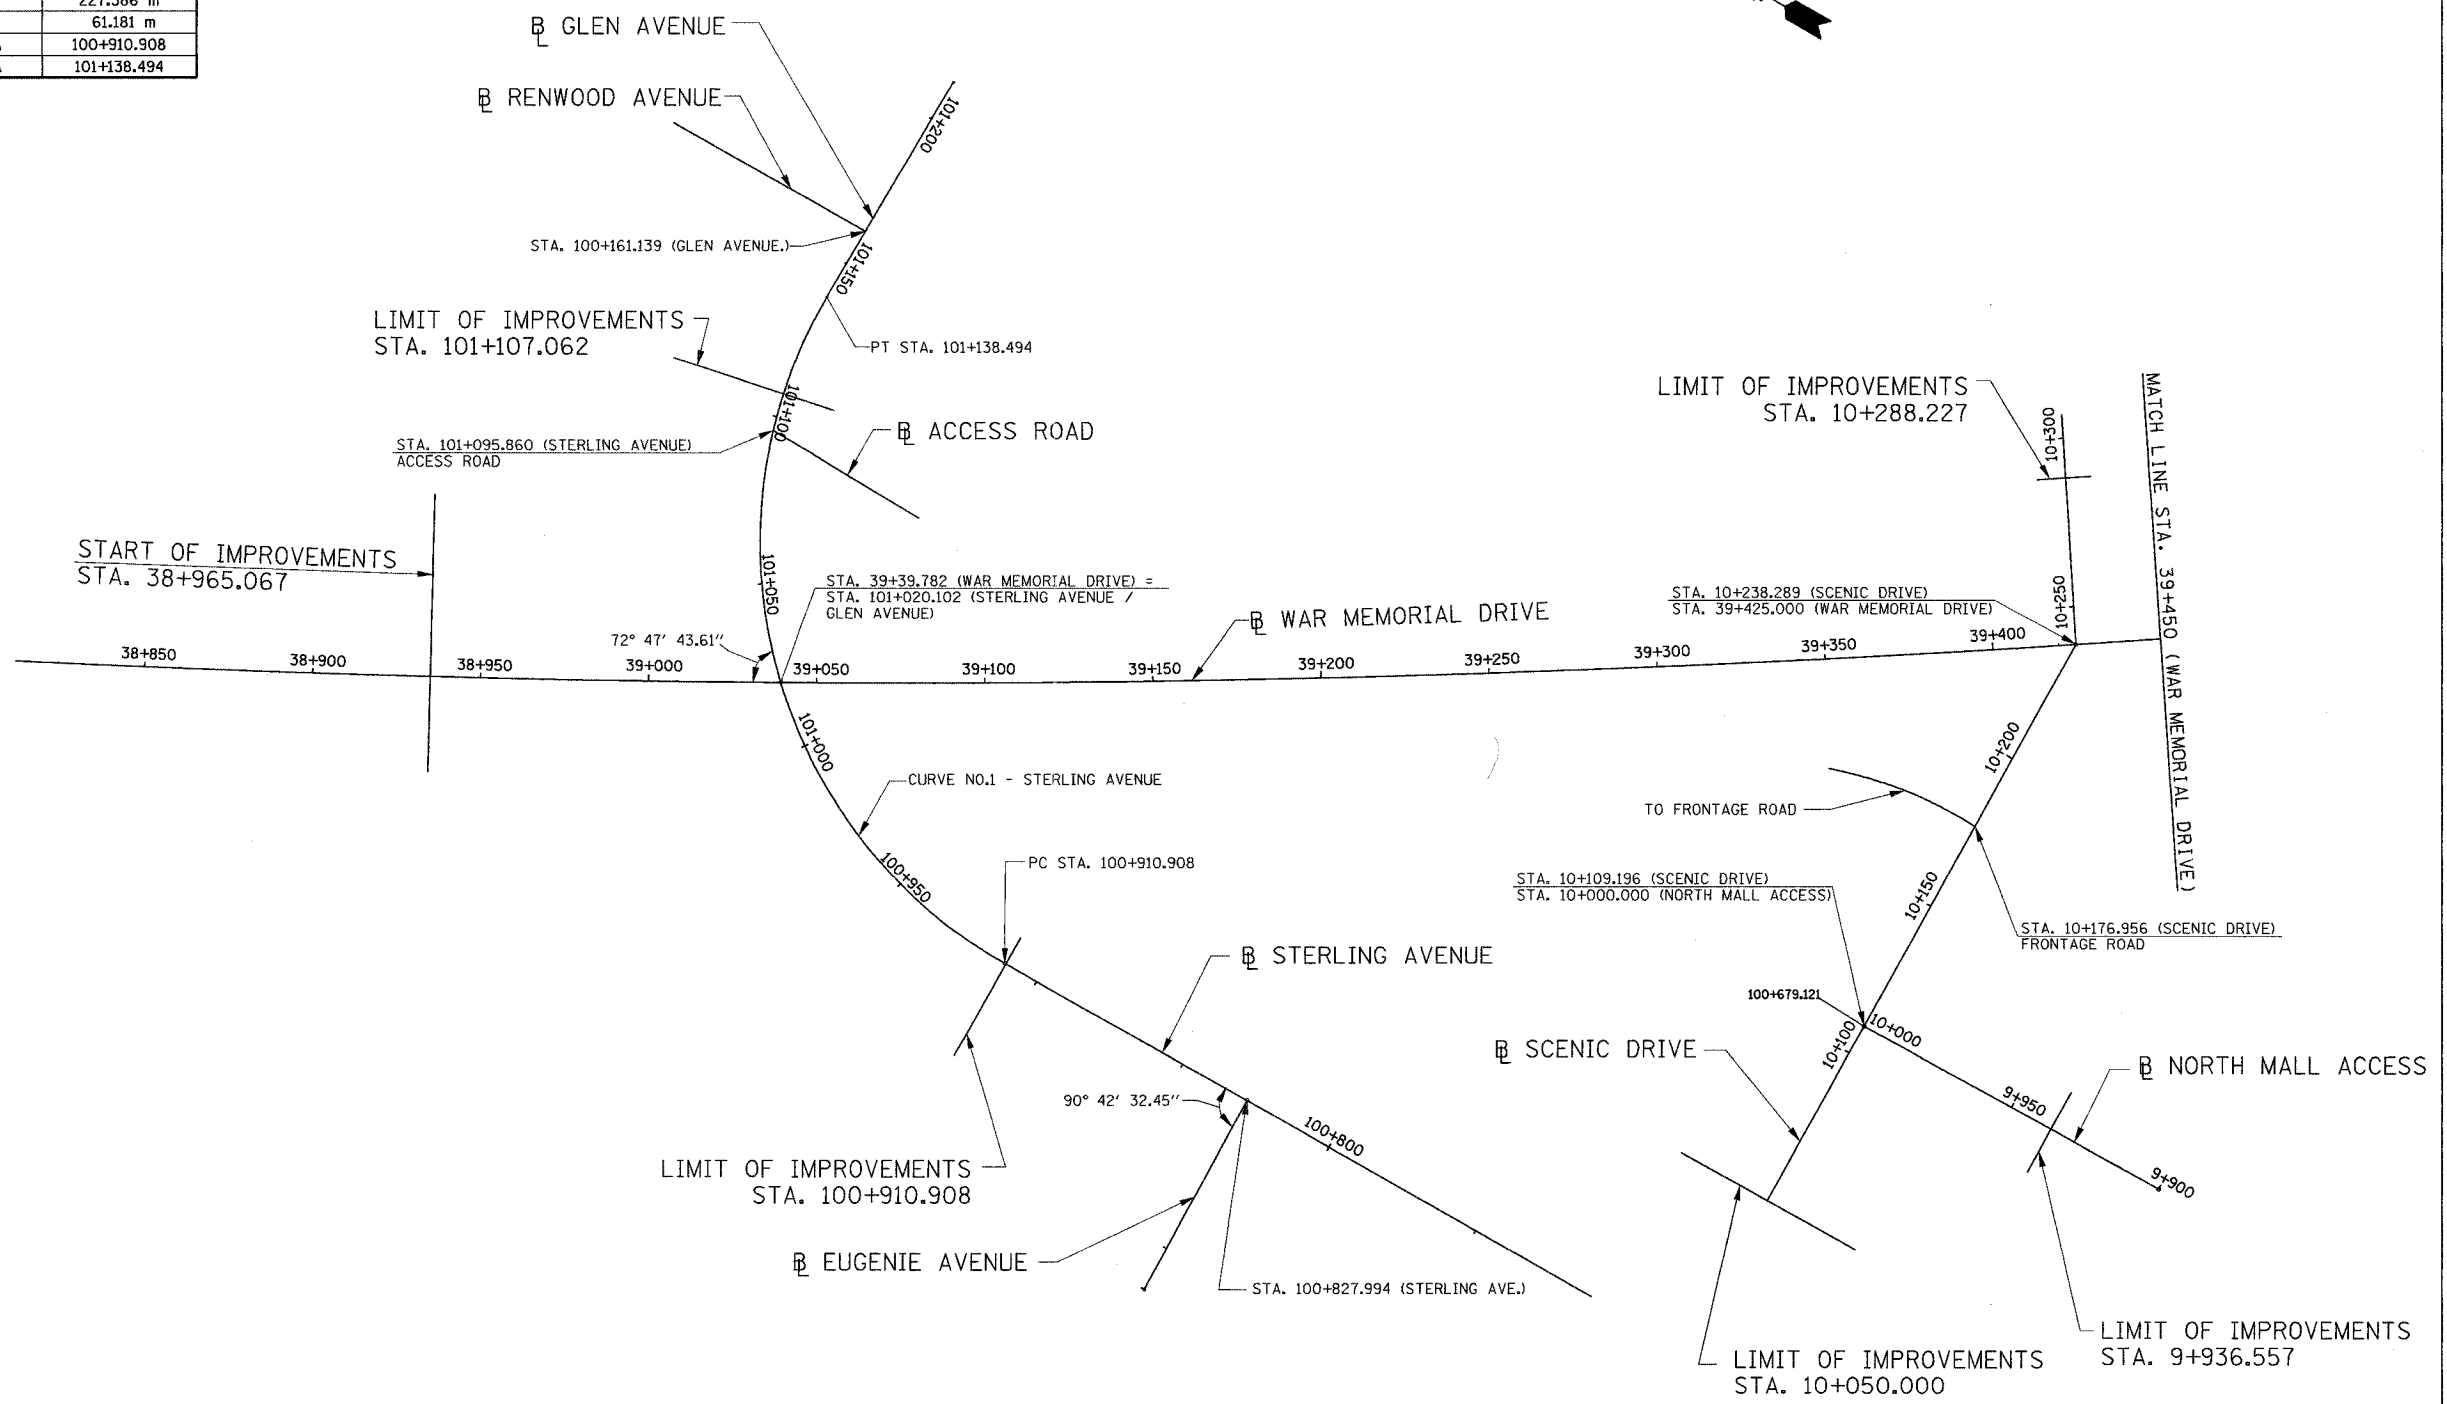 227.586 m
61.181 m
100+910.908
101+138.494
BL GLEN AVENUE
BL RENWOOD AVENUE
101+200
STA. 100+161.139 (GLEN AVENUE.)
101+150
LIMIT OF IMPROVEMENTS
STA. 101+107.062
PT STA. 101+138.494
101+100
BL ACCESS ROAD
STA. 101+095.860 (STERLING AVENUE)
ACCESS ROAD
LIMIT OF IMPROVEMENTS
STA. 10+288.227
10+300
MATCH LINE STA. 39+450 (WAR MEMORIAL DRIVE)
START OF IMPROVEMENTS
STA. 38+965.067
101+050
STA. 39+39.782 (WAR MEMORIAL DRIVE) =
STA. 101+020.102 (STERLING AVENUE /
GLEN AVENUE)
72° 47' 43.61"
BL WAR MEMORIAL DRIVE
STA. 10+238.289 (SCENIC DRIVE)
STA. 39+425.000 (WAR MEMORIAL DRIVE)
10+250
38+850
38+900
38+950
39+000
39+050
39+100
39+150
39+200
39+250
39+300
39+350
39+400
101+000
10+200
CURVE NO.1 - STERLING AVENUE
TO FRONTAGE ROAD
100+950
PC STA. 100+910.908
STA. 10+109.196 (SCENIC DRIVE)
STA. 10+000.000 (NORTH MALL ACCESS)
10+150
STA. 10+176.956 (SCENIC DRIVE)
FRONTAGE ROAD
BL STERLING AVENUE
100+679.121
10+100
10+000
BL SCENIC DRIVE
BL NORTH MALL ACCESS
9+950
9+900
90° 42' 32.45"
100+800
LIMIT OF IMPROVEMENTS
STA. 100+910.908
BL EUGENIE AVENUE
STA. 100+827.994 (STERLING AVE.)
LIMIT OF IMPROVEMENTS
STA. 10+050.000
LIMIT OF IMPROVEMENTS
STA. 9+936.557